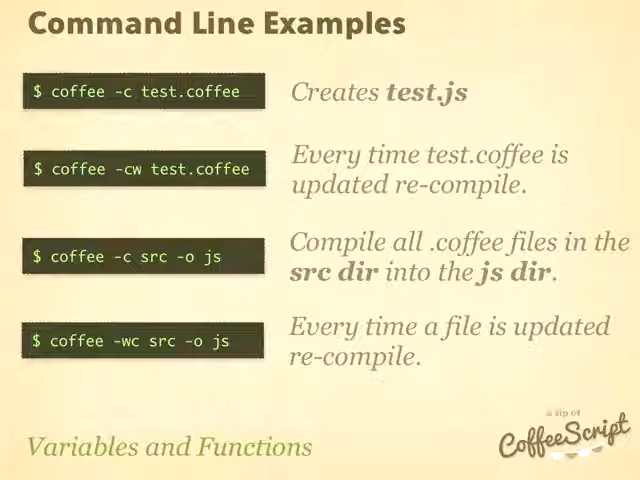 Command Line Examples
$ coffee -c test.coffee
Creates test.js
$ coffee -cw test.coffee
Every time test.coffee is
updated re-compile.
$ coffee -c src -o js
Compile all .coffee files in the
src dir into the js dir.
$ coffee -wc src -o js
Every time a file is updated
re-compile.
Variables and Functions
a sip of
CoffeeScript